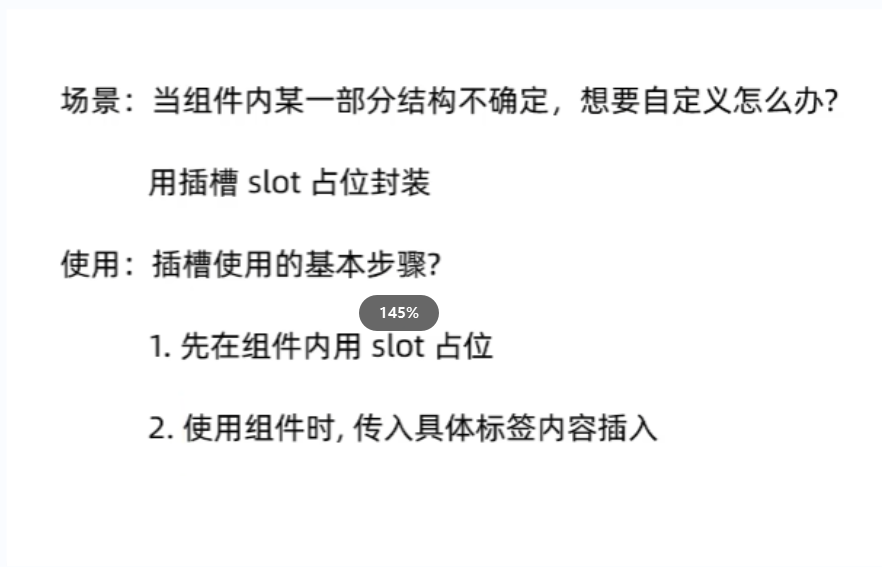 场景：当组件内某一部分结构不确定，想要自定义怎么办?
用插槽 slot 占位封装
使用：插槽使用的基本步骤?
145%
1. 先在组件内用 slot 占位
2. 使用组件时, 传入具体标签内容插入